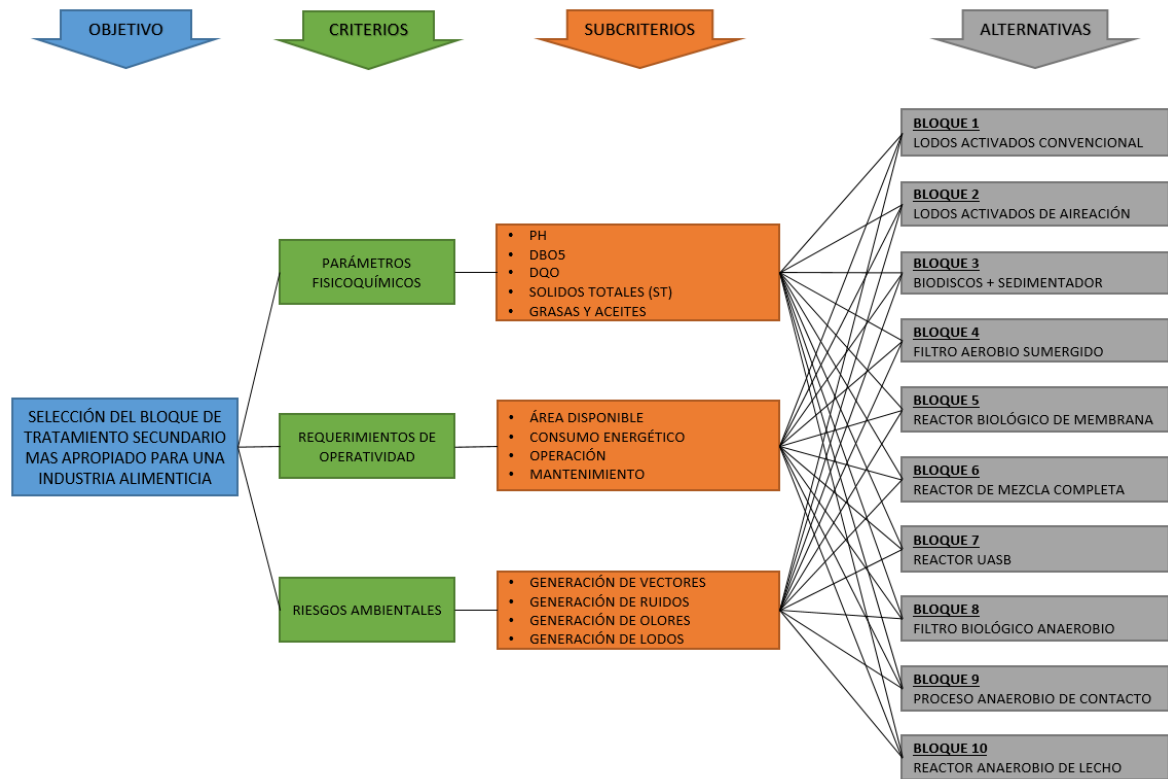 OBJETIVO
CRITERIOS
SUBCRITERIOS
ALTERNATIVAS
SELECCIÓN DEL BLOQUE DE
TRATAMIENTO SECUNDARIO
MAS APROPIADO PARA UNA
INDUSTRIA ALIMENTICIA
PARÁMETROS
FISICOQUÍMICOS
REQUERIMIENTOS DE
OPERATIVIDAD
RIESGOS AMBIENTALES
• PH
• DBO5
• DQO
• SOLIDOS TOTALES (ST)
• GRASAS Y ACEITES
• ÁREA DISPONIBLE
• CONSUMO ENERGÉTICO
• OPERACIÓN
• MANTENIMIENTO
• GENERACIÓN DE VECTORES
• GENERACIÓN DE RUIDOS
• GENERACIÓN DE OLORES
• GENERACIÓN DE LODOS
BLOQUE 1
LODOS ACTIVADOS CONVENCIONAL
BLOQUE 2
LODOS ACTIVADOS DE AIREACIÓN
BLOQUE 3
BIODISCOS + SEDIMENTADOR
BLOQUE 4
FILTRO AEROBIO SUMERGIDO
BLOQUE 5
REACTOR BIOLÓGICO DE MEMBRANA
BLOQUE 6
REACTOR DE MEZCLA COMPLETA
BLOQUE 7
REACTOR UASB
BLOQUE 8
FILTRO BIOLÓGICO ANAEROBIO
BLOQUE 9
PROCESO ANAEROBIO DE CONTACTO
BLOQUE 10
REACTOR ANAEROBIO DE LECHO